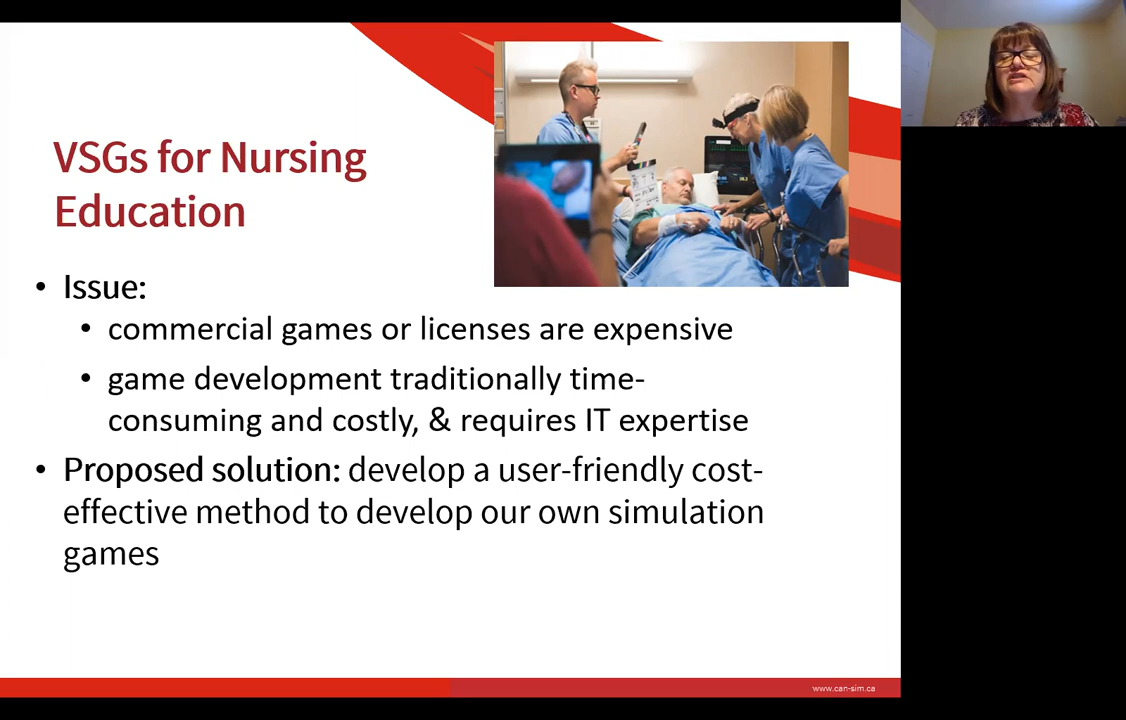 VSGs for Nursing
Education
• Issue:
• commercial games or licenses are expensive
• game development traditionally time-
consuming and costly, & requires IT expertise
• Proposed solution: develop a user-friendly cost-
effective method to develop our own simulation
games
www.can-sim.ca